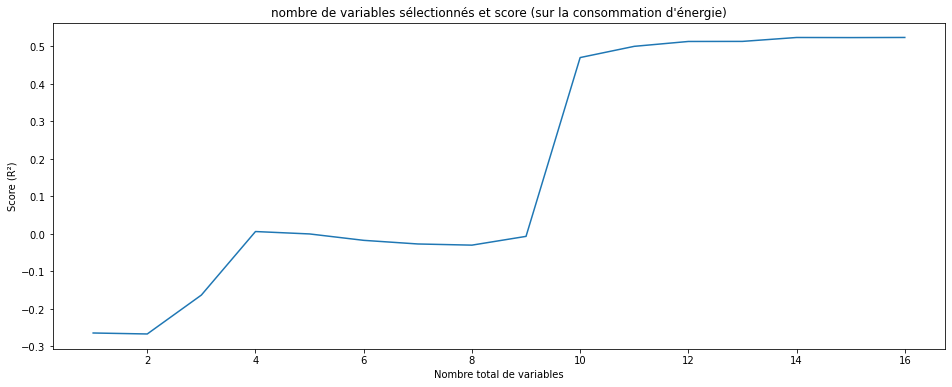 nombre de variables sélectionnés et score (sur la consommation d'énergie)
Score (R²)
0.5
0.4
0.3
0.2
0.1
0.0
−0.1
−0.2
−0.3
2 4 6 8 10 12 14 16
Nombre total de variables